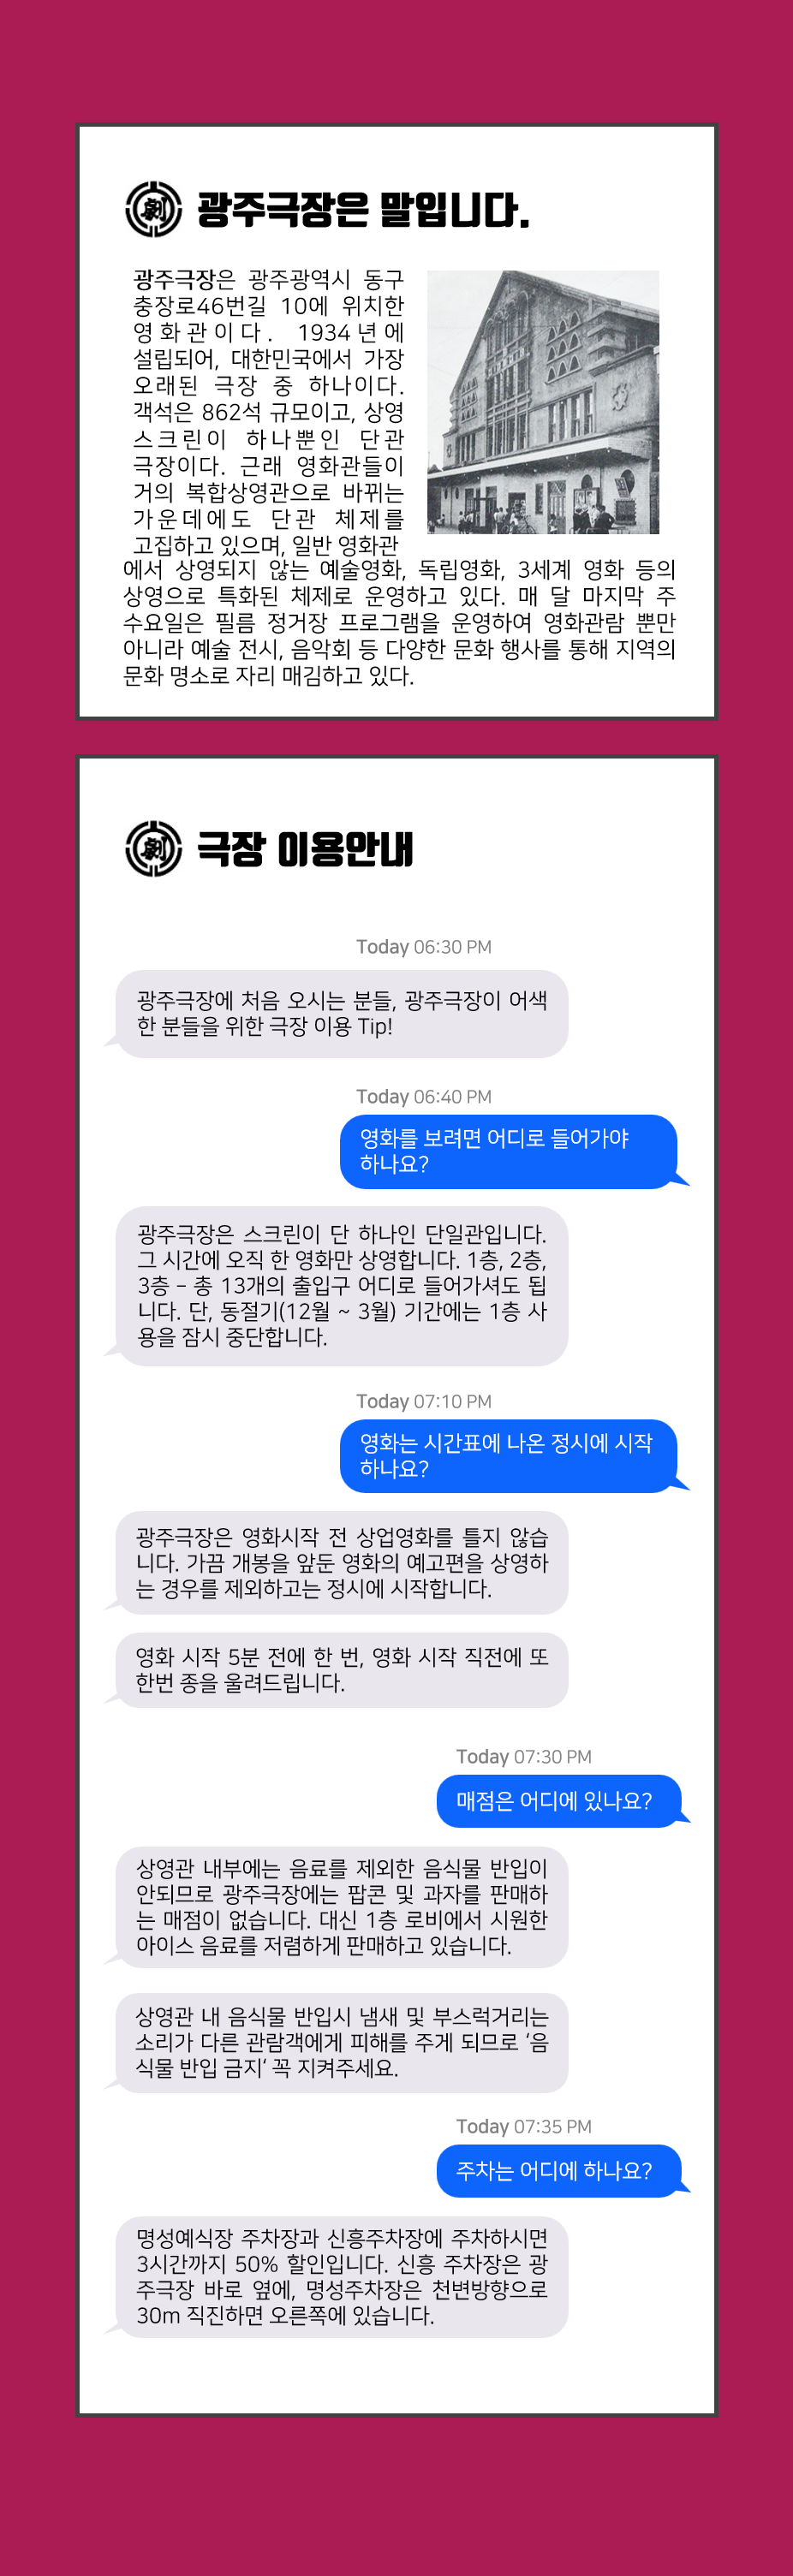 劇 광주극장은 말입니다.
광주극장은 광주광역시 동구
충장로46번길 10에 위치한
영화관이다. 1934년에
설립되어, 대한민국에서 가장
오래된 극장 중 하나이다.
객석은 862석 규모이고, 상영
스크린이 하나뿐인 단관
극장이다. 근래 영화관들이
거의 복합상영관으로 바뀌는
가운데에도 단관 체제를
고집하고 있으며, 일반 영화관
에서 상영되지 않는 예술영화, 독립영화, 3세계 영화 등의
상영으로 특화된 체제로 운영하고 있다. 매 달 마지막 주
수요일은 필름 정거장 프로그램을 운영하여 영화관람 뿐만
아니라 예술 전시, 음악회 등 다양한 문화 행사를 통해 지역의
문화 명소로 자리 매김하고 있다.
劇 극장 이용안내
Today 06:30 PM
광주극장에 처음 오시는 분들, 광주극장이 어색
한 분들을 위한 극장 이용 Tip!
Today 06:40 PM
영화를 보려면 어디로 들어가야
하나요?
광주극장은 스크린이 단 하나인 단일관입니다.
그 시간에 오직 한 영화만 상영합니다. 1층, 2층,
3층 – 총 13개의 출입구 어디로 들어가셔도 됩
니다. 단, 동절기(12월 ~ 3월) 기간에는 1층 사
용을 잠시 중단합니다.
Today 07:10 PM
영화는 시간표에 나온 정시에 시작
하나요?
광주극장은 영화시작 전 상업영화를 틀지 않습
니다. 가끔 개봉을 앞둔 영화의 예고편을 상영하
는 경우를 제외하고는 정시에 시작합니다.
영화 시작 5분 전에 한 번, 영화 시작 직전에 또
한번 종을 울려드립니다.
Today 07:30 PM
매점은 어디에 있나요?
상영관 내부에는 음료를 제외한 음식물 반입이
안되므로 광주극장에는 팝콘 및 과자를 판매하
는 매점이 없습니다. 대신 1층 로비에서 시원한
아이스 음료를 저렴하게 판매하고 있습니다.
상영관 내 음식물 반입시 냄새 및 부스럭거리는
소리가 다른 관람객에게 피해를 주게 되므로 ‘음
식물 반입 금지‘ 꼭 지켜주세요.
Today 07:35 PM
주차는 어디에 하나요?
명성예식장 주차장과 신흥주차장에 주차하시면
3시간까지 50% 할인입니다. 신흥 주차장은 광
주극장 바로 옆에, 명성주차장은 천변방향으로
30m 직진하면 오른쪽에 있습니다.